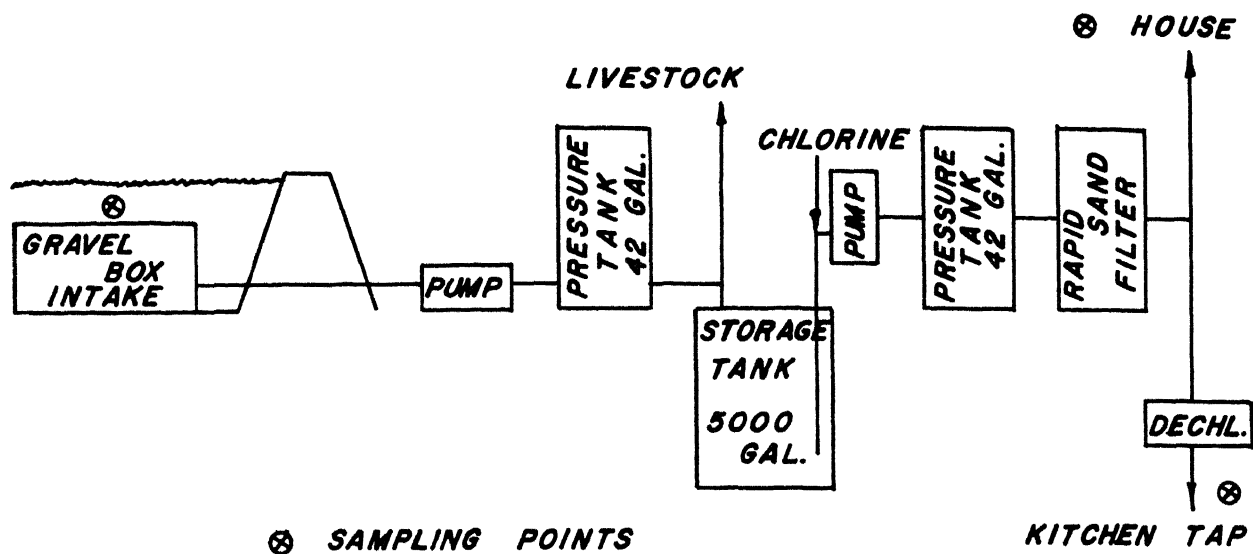 HOUSE
LIVESTOCK
CHLORINE
PRESSURE
TANK
42 GAL.
PUMP
PRESSURE
TANK
42 GAL.
RAPID
SAND
FILTER
GRAVEL
BOX
INTAKE
PUMP
STORAGE
TANK
5000
GAL.
DECHL.
KITCHEN TAP
SAMPLING POINTS